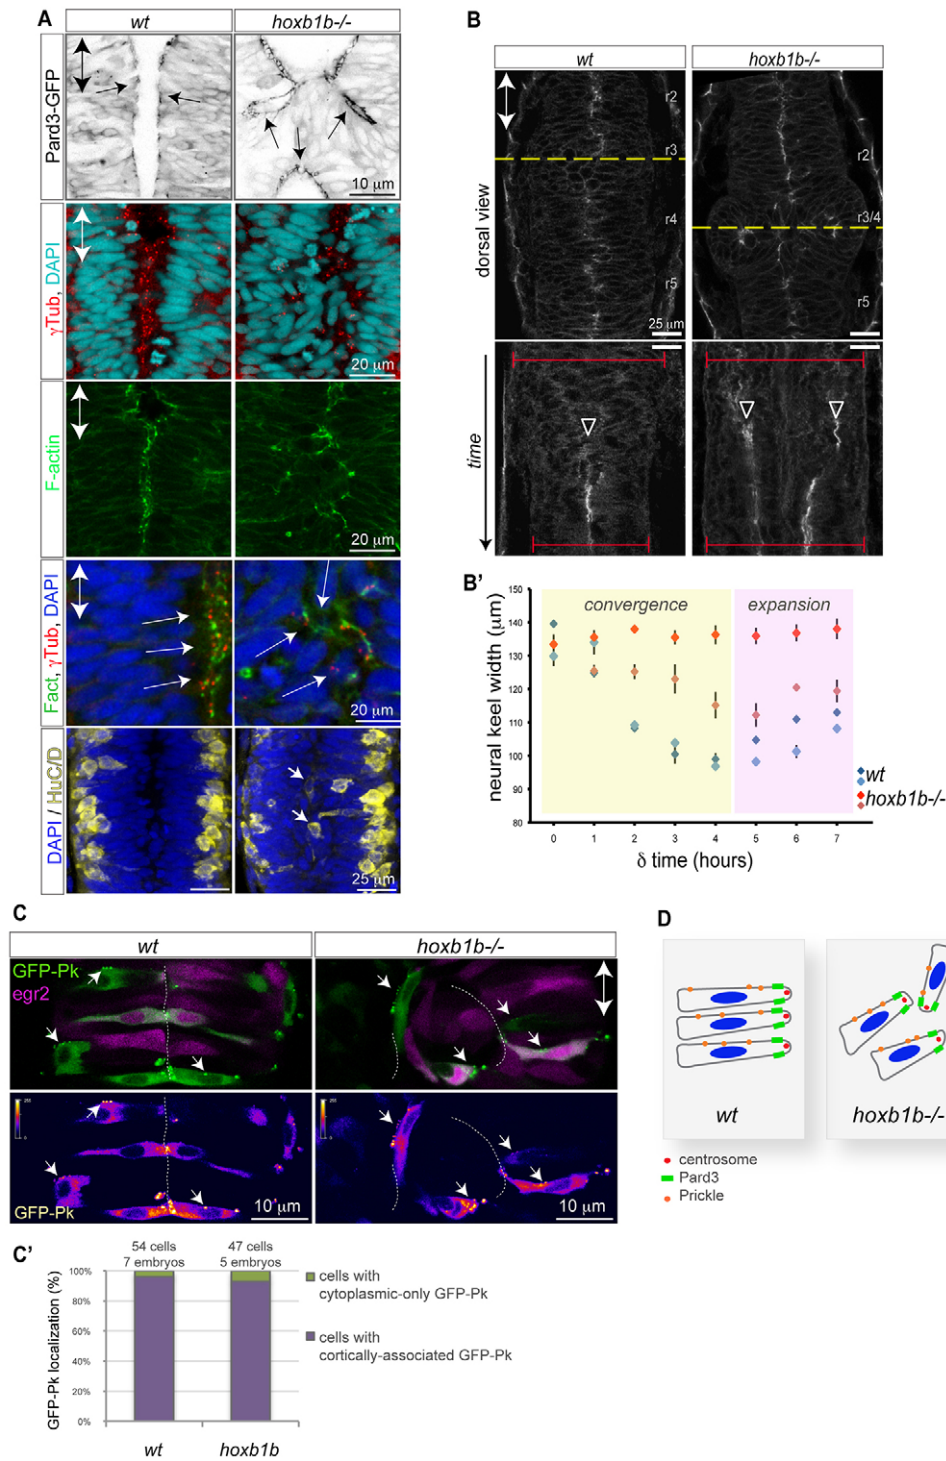 A
wt
hoxb1b-/-
Pard3-GFP
10 µm
γTub, DAPI
20 µm
20 µm
F-actin
20 µm
Fact, γTub, DAPI
20 µm
DAPI / HuC/D
25 µm
B
wt
hoxb1b-/-
dorsal view
r2
r3
r4
r5
25 µm
r2
r3/4
r5
time
B'
neural keel width (µm)
convergence
expansion
150
140
130
120
110
100
90
80
0
1
2
3
4
5
6
7
δ time (hours)
wt
hoxb1b-/-
C
wt
hoxb1b-/-
GFP-Pk
egr2
GFP-Pk
10 µm
10 µm
C'
54 cells
7 embryos
47 cells
5 embryos
GFP-Pk localization (%)
100%
80%
60%
40%
20%
0%
wt
hoxb1b
cells with
cytoplasmic-only GFP-Pk
cells with
cortically-associated GFP-Pk
D
wt
hoxb1b-/-
centrosome
Pard3
Prickle